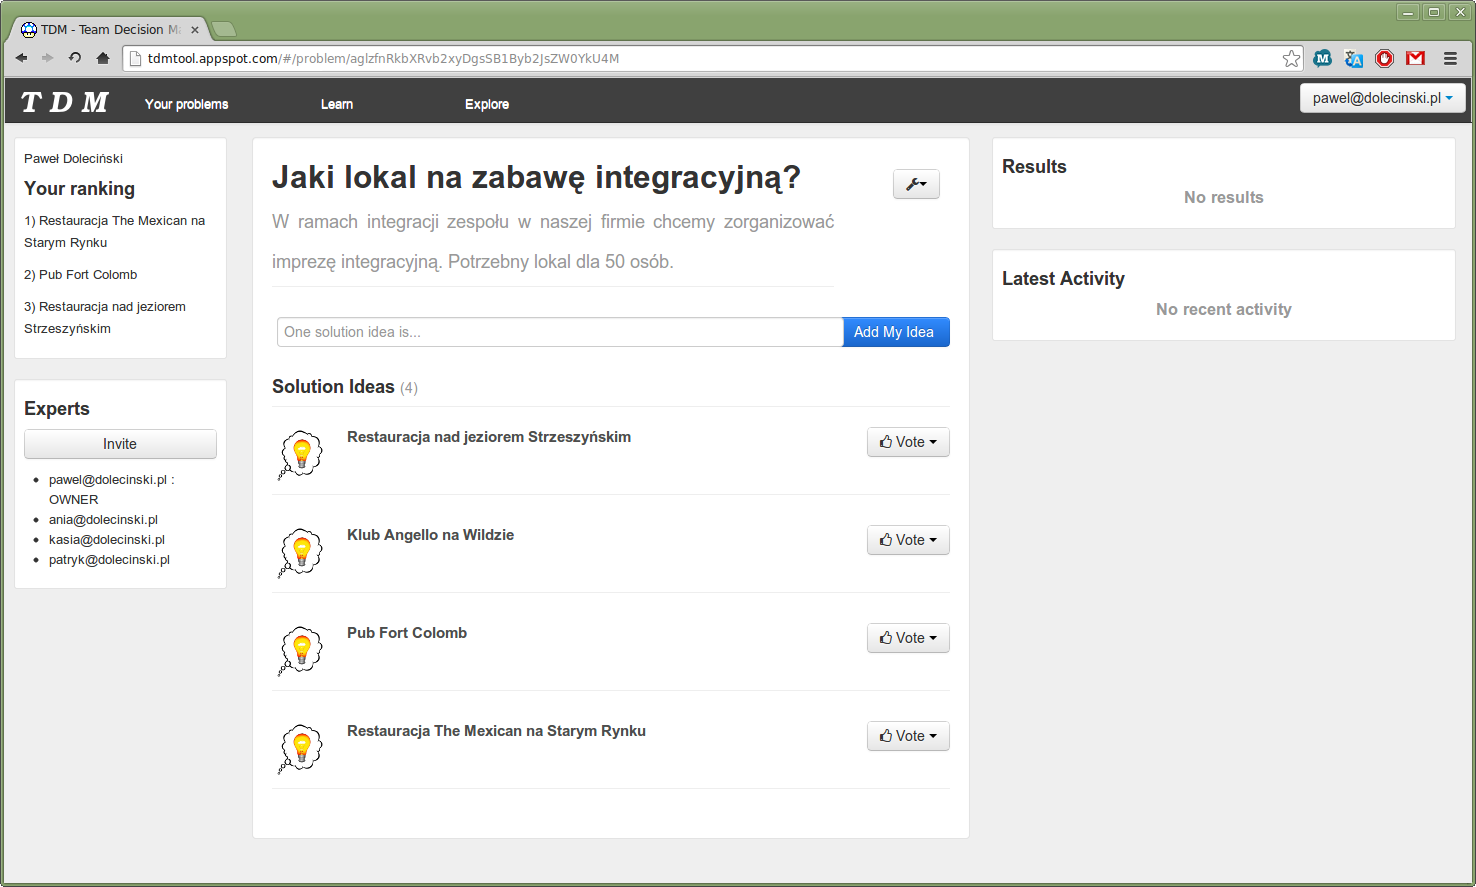 TDM - Team Decision Ma
tdmtool.appspot.com/#/problem/aglzfnRkbXRvb2xyDgsSB1Byb2JsZW0YkU4M
TDM
Your problems
Learn
Explore
pawel@dolecinski.pl
Paweł Doleciński
Your ranking
1) Restauracja The Mexican na
Starym Rynku
2) Pub Fort Colomb
3) Restauracja nad jeziorem
Strzeszyńskim
Experts
Invite
pawel@dolecinski.pl :
OWNER
ania@dolecinski.pl
kasia@dolecinski.pl
patryk@dolecinski.pl
Jaki lokal na zabawę integracyjną?
W ramach integracji zespołu w naszej firmie chcemy zorganizować
imprezę integracyjną. Potrzebny lokal dla 50 osób.
One solution idea is...
Add My Idea
Solution Ideas (4)
Restauracja nad jeziorem Strzeszyńskim
Vote
Klub Angello na Wildzie
Vote
Pub Fort Colomb
Vote
Restauracja The Mexican na Starym Rynku
Vote
Results
No results
Latest Activity
No recent activity